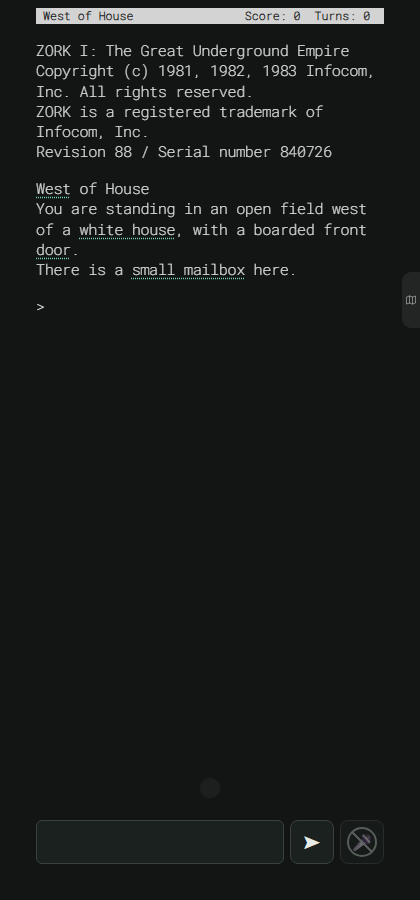 West of House Score: 0 Turns: 0
ZORK I: The Great Underground Empire
Copyright (c) 1981, 1982, 1983 Infocom,
Inc. All rights reserved.
ZORK is a registered trademark of
Infocom, Inc.
Revision 88 / Serial number 840726
West of House
You are standing in an open field west
of a white house, with a boarded front
door.
There is a small mailbox here.
>